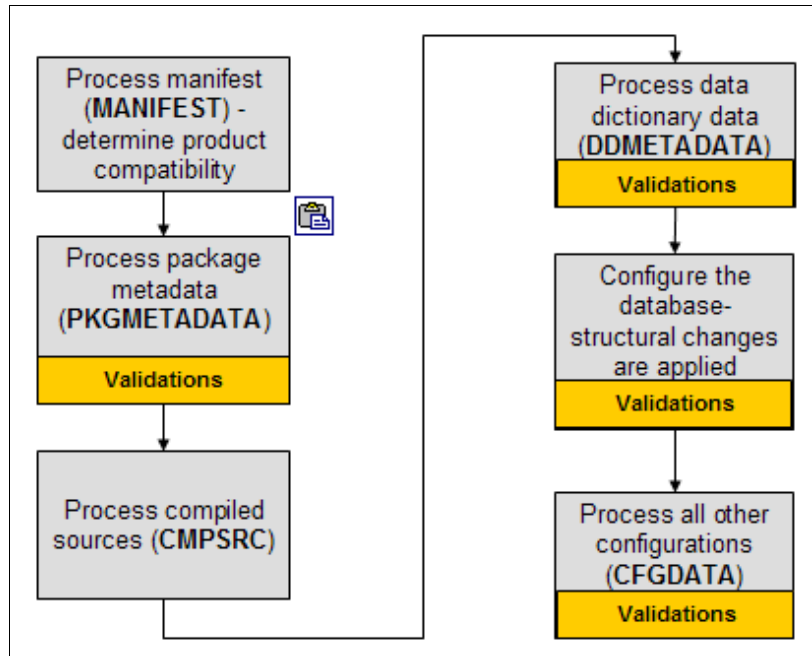 Process manifest
(MANIFEST) -
determine product
compatibility
Process package
metadata
(PKGMETADATA)
Validations
Process compiled
sources (CMPSRC)
Process data
dictionary data
(DDMETADATA)
Validations
Configure the
database-
structural changes
are applied
Validations
Process all other
configurations
(CFGDATA)
Validations